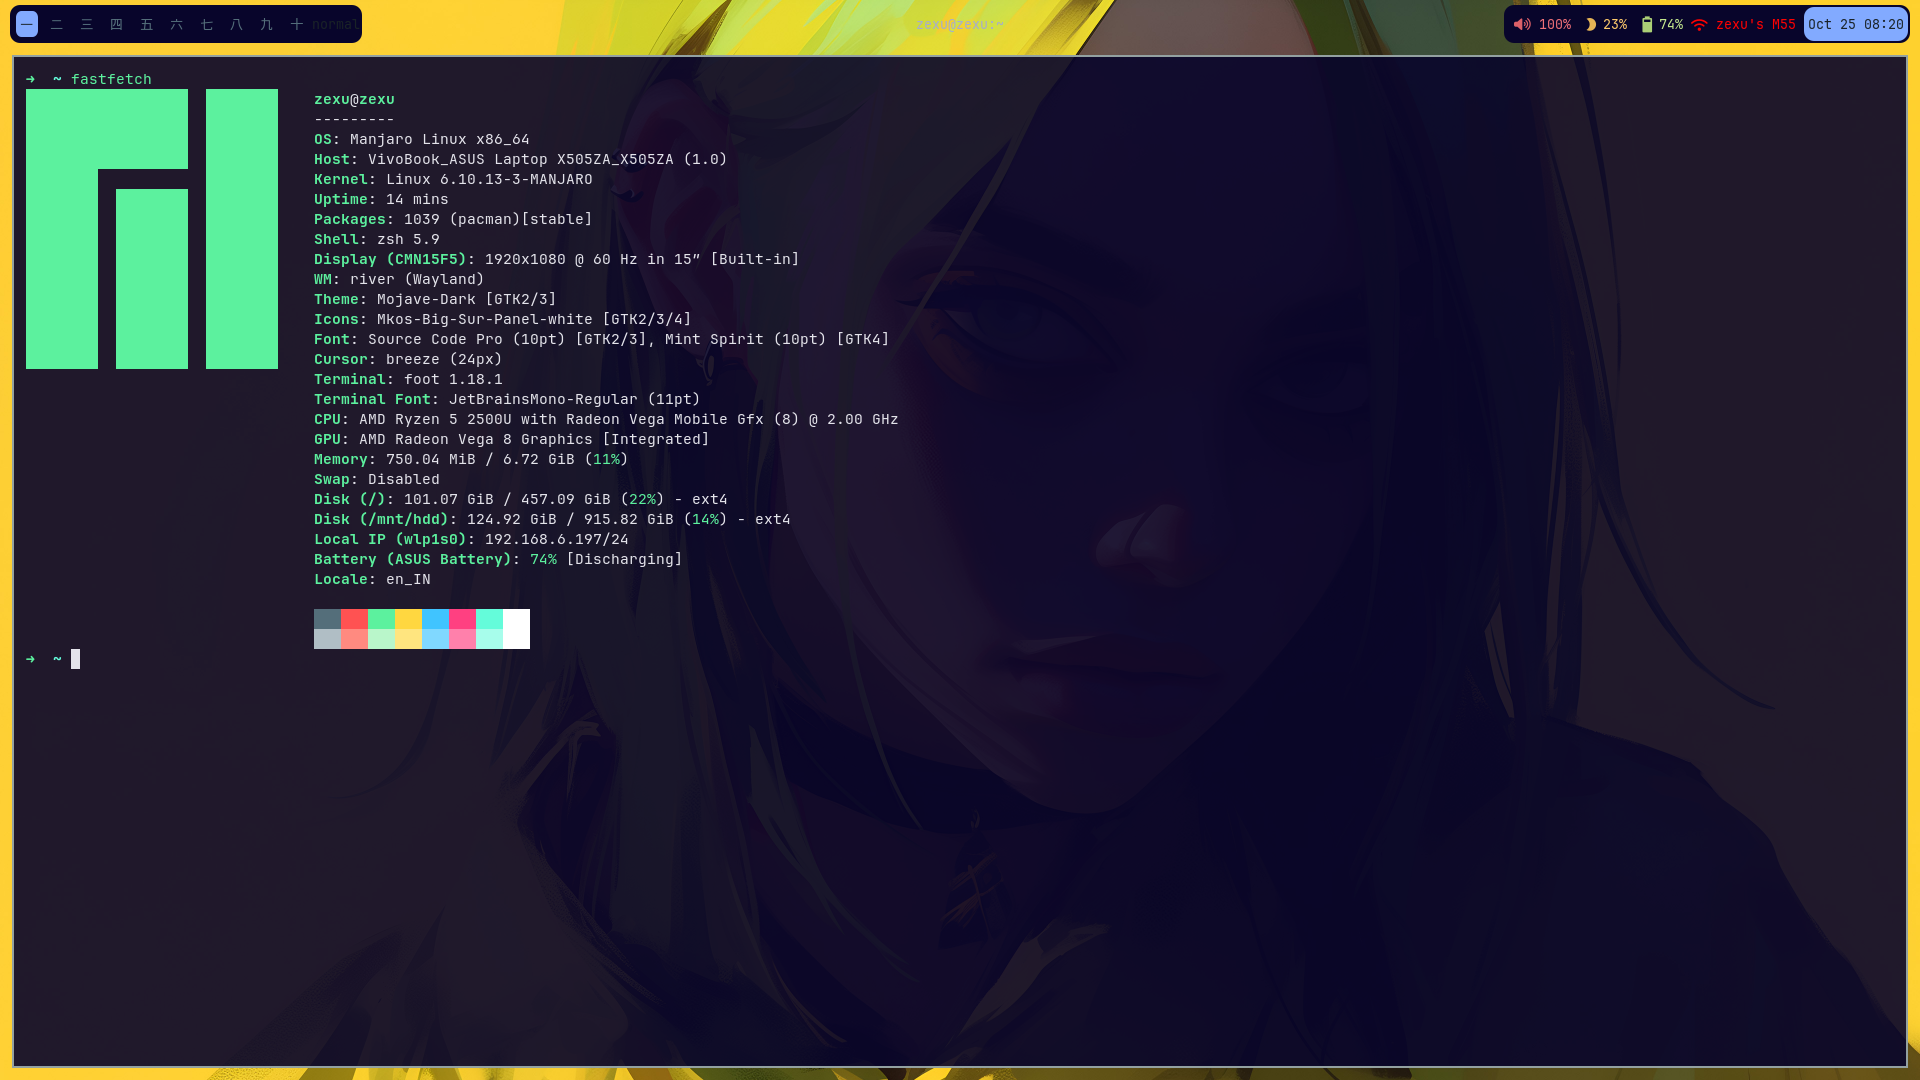 一 二 三 四 五 六 七 八 九 十 normal
zexu@zexu:~
100% 23% 74% zexu's M55 Oct 25 08:20
→ ~ fastfetch
zexu@zexu
---------
OS: Manjaro Linux x86_64
Host: VivoBook_ASUS Laptop X505ZA_X505ZA (1.0)
Kernel: Linux 6.10.13-3-MANJARO
Uptime: 14 mins
Packages: 1039 (pacman)[stable]
Shell: zsh 5.9
Display (CMN15F5): 1920x1080 @ 60 Hz in 15″ [Built-in]
WM: river (Wayland)
Theme: Mojave-Dark [GTK2/3]
Icons: Mkos-Big-Sur-Panel-white [GTK2/3/4]
Font: Source Code Pro (10pt) [GTK2/3], Mint Spirit (10pt) [GTK4]
Cursor: breeze (24px)
Terminal: foot 1.18.1
Terminal Font: JetBrainsMono-Regular (11pt)
CPU: AMD Ryzen 5 2500U with Radeon Vega Mobile Gfx (8) @ 2.00 GHz
GPU: AMD Radeon Vega 8 Graphics [Integrated]
Memory: 750.04 MiB / 6.72 GiB (11%)
Swap: Disabled
Disk (/): 101.07 GiB / 457.09 GiB (22%) - ext4
Disk (/mnt/hdd): 124.92 GiB / 915.82 GiB (14%) - ext4
Local IP (wlp1s0): 192.168.6.197/24
Battery (ASUS Battery): 74% [Discharging]
Locale: en_IN
→ ~